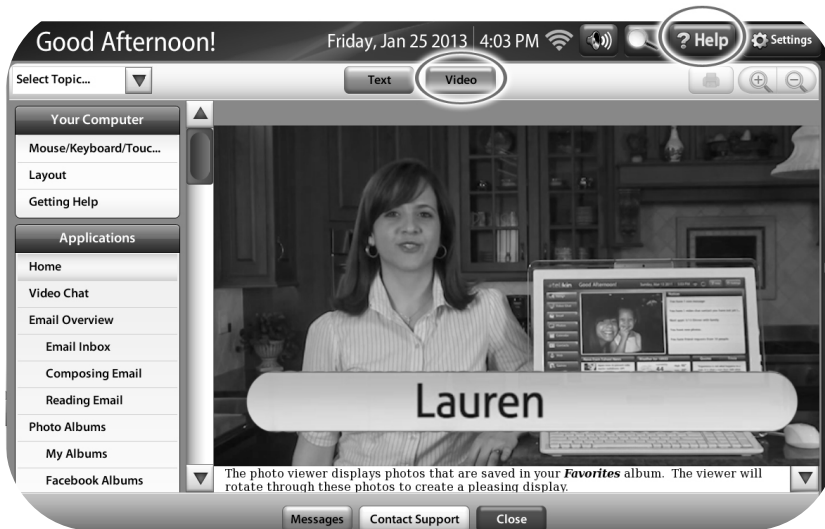 Good Afternoon!
Friday, Jan 25 2013 4:03 PM
? Help
Settings
Select Topic...
Text
Video
Your Computer
Mouse/Keyboard/Touc...
Layout
Getting Help
Applications
Home
Video Chat
Email Overview
Email Inbox
Composing Email
Reading Email
Photo Albums
My Albums
Facebook Albums
Good Afternoon!
Lauren
The photo viewer displays photos that are saved in your Favorites album. The viewer will
rotate through these photos to create a pleasing display.
Messages
Contact Support
Close